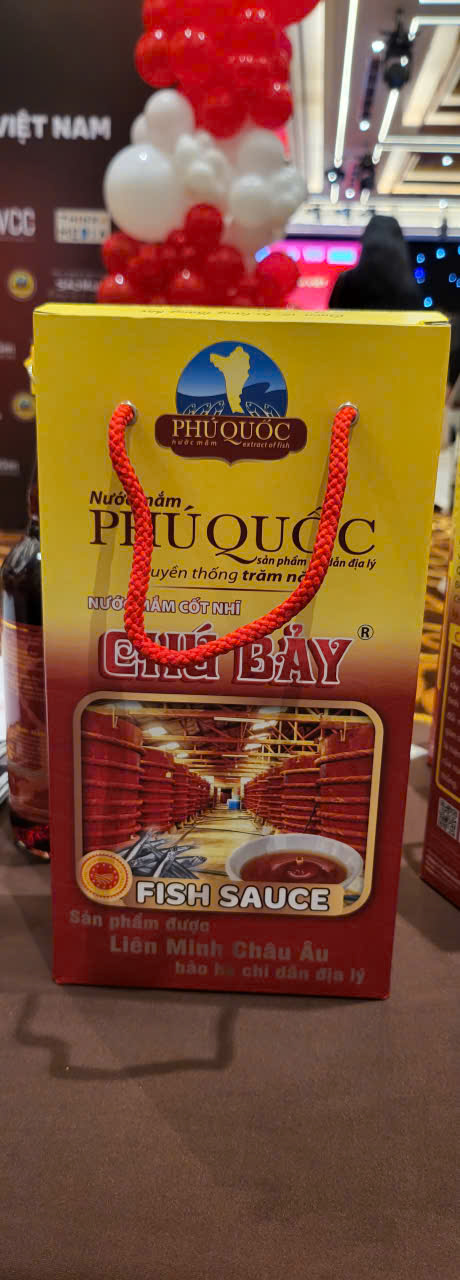 VIỆT NAM
VCG
PHÚ QUỐC
nước mắm extract of fish
Nước mắm
PHÚ QUỐC
sản phẩm dẫn địa lý
truyền thống trăm
NƯỚC MẮM CỐT NHĨ
CHÚ BẢY ®
FISH SAUCE
Sản phẩm được
Liên Minh Châu Âu
bảo hộ chỉ dẫn địa lý